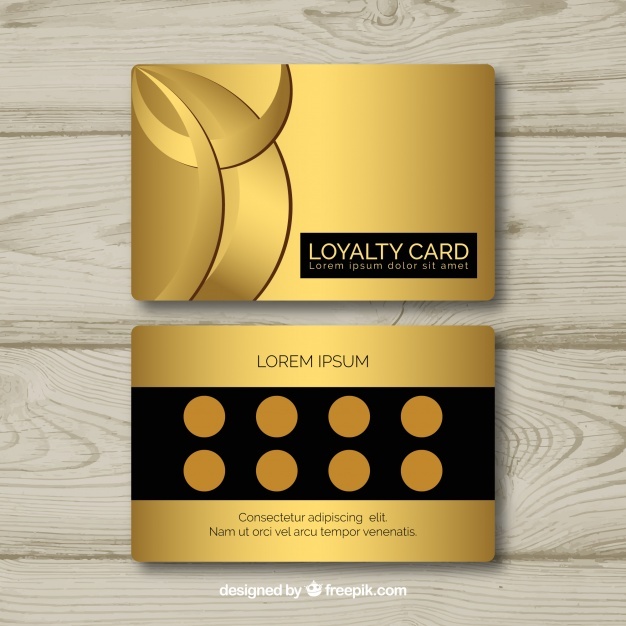 LOYALTY CARD
Lorem ipsum dolor sit amet
LOREM IPSUM
Consectetur adipiscing elit.
Nam ut orci vel arcu tempor venenatis.
designed by freepik.com